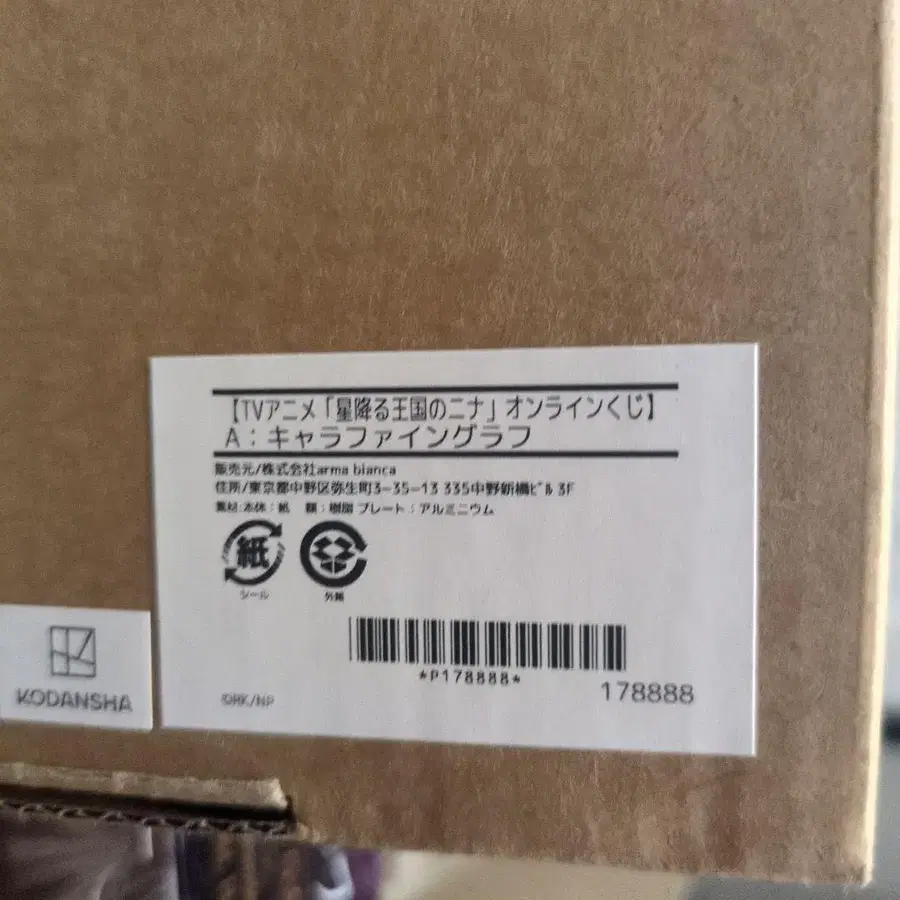 【TVアニメ「星降る王国のニナ」オンラインくじ】
A：キャラファイングラフ
販売元/株式会社arma bianca
住所/東京都中野区弥生町3-35-13 335中野新橋ﾋﾞﾙ 3F
素材:本体：紙　額：樹脂 プレート：アルミニウム
紙
シール
外箱
*P178888*
178888
©RK/NP
KODANSHA